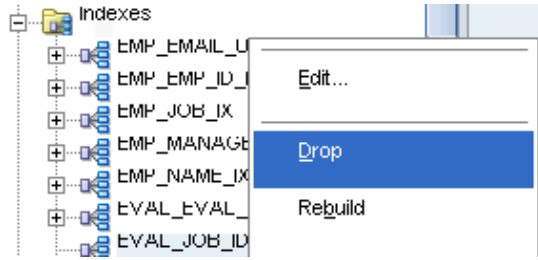 Indexes
EMP_EMAIL_U
EMP_EMP_ID_
EMP_JOB_IX
EMP_MANAGE
EMP_NAME_IX
EVAL_EVAL_
EVAL_JOB_ID
Edit...
Drop
Rebuild